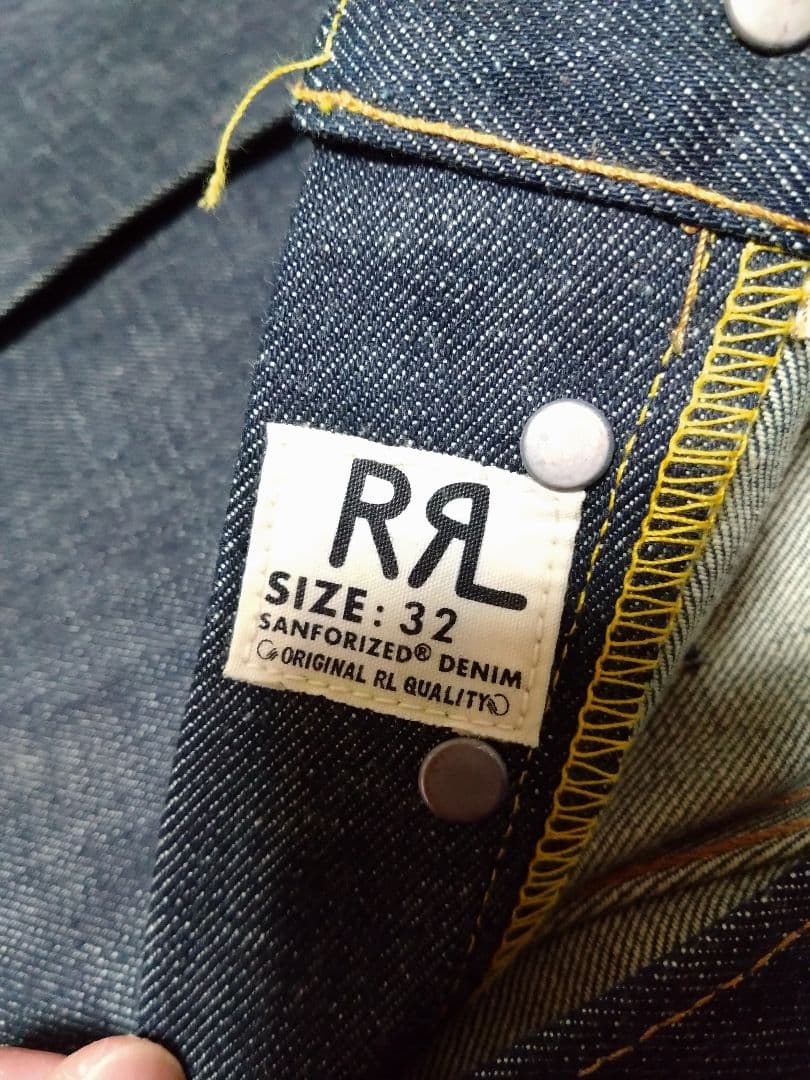 RRL
SIZE: 32
SANFORIZED® DENIM
ORIGINAL RL QUALITY